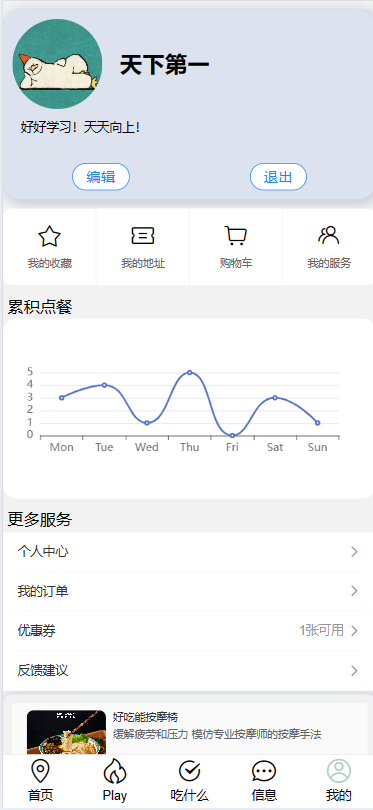 天下第一
好好学习！天天向上！
编辑 退出
我的收藏 我的地址 购物车 我的服务
累积点餐
5
4
3
2
1
0
Mon Tue Wed Thu Fri Sat Sun
更多服务
个人中心
我的订单
优惠券 1张可用
反馈建议
好吃能按摩椅
缓解疲劳和压力 模仿专业按摩师的按摩手法
首页 Play 吃什么 信息 我的